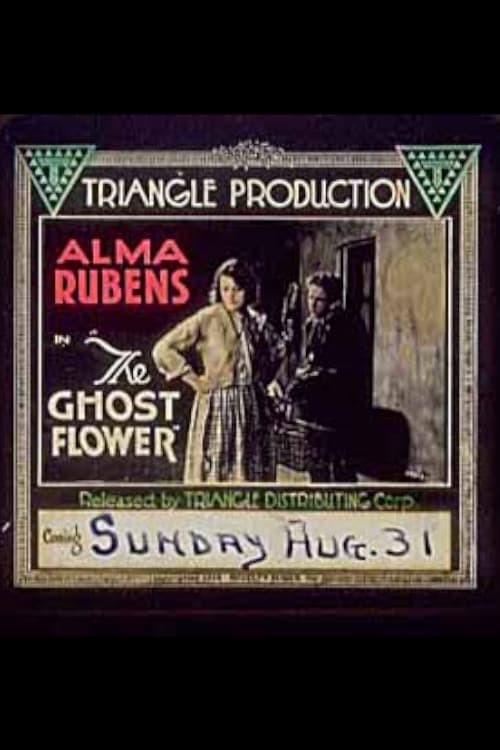 TRIANGLE PRODUCTION
ALMA
RUBENS
IN "The
GHOST
FLOWER"
Released by TRIANGLE DISTRIBUTING Corp.
Coming SUNDAY AUG. 31